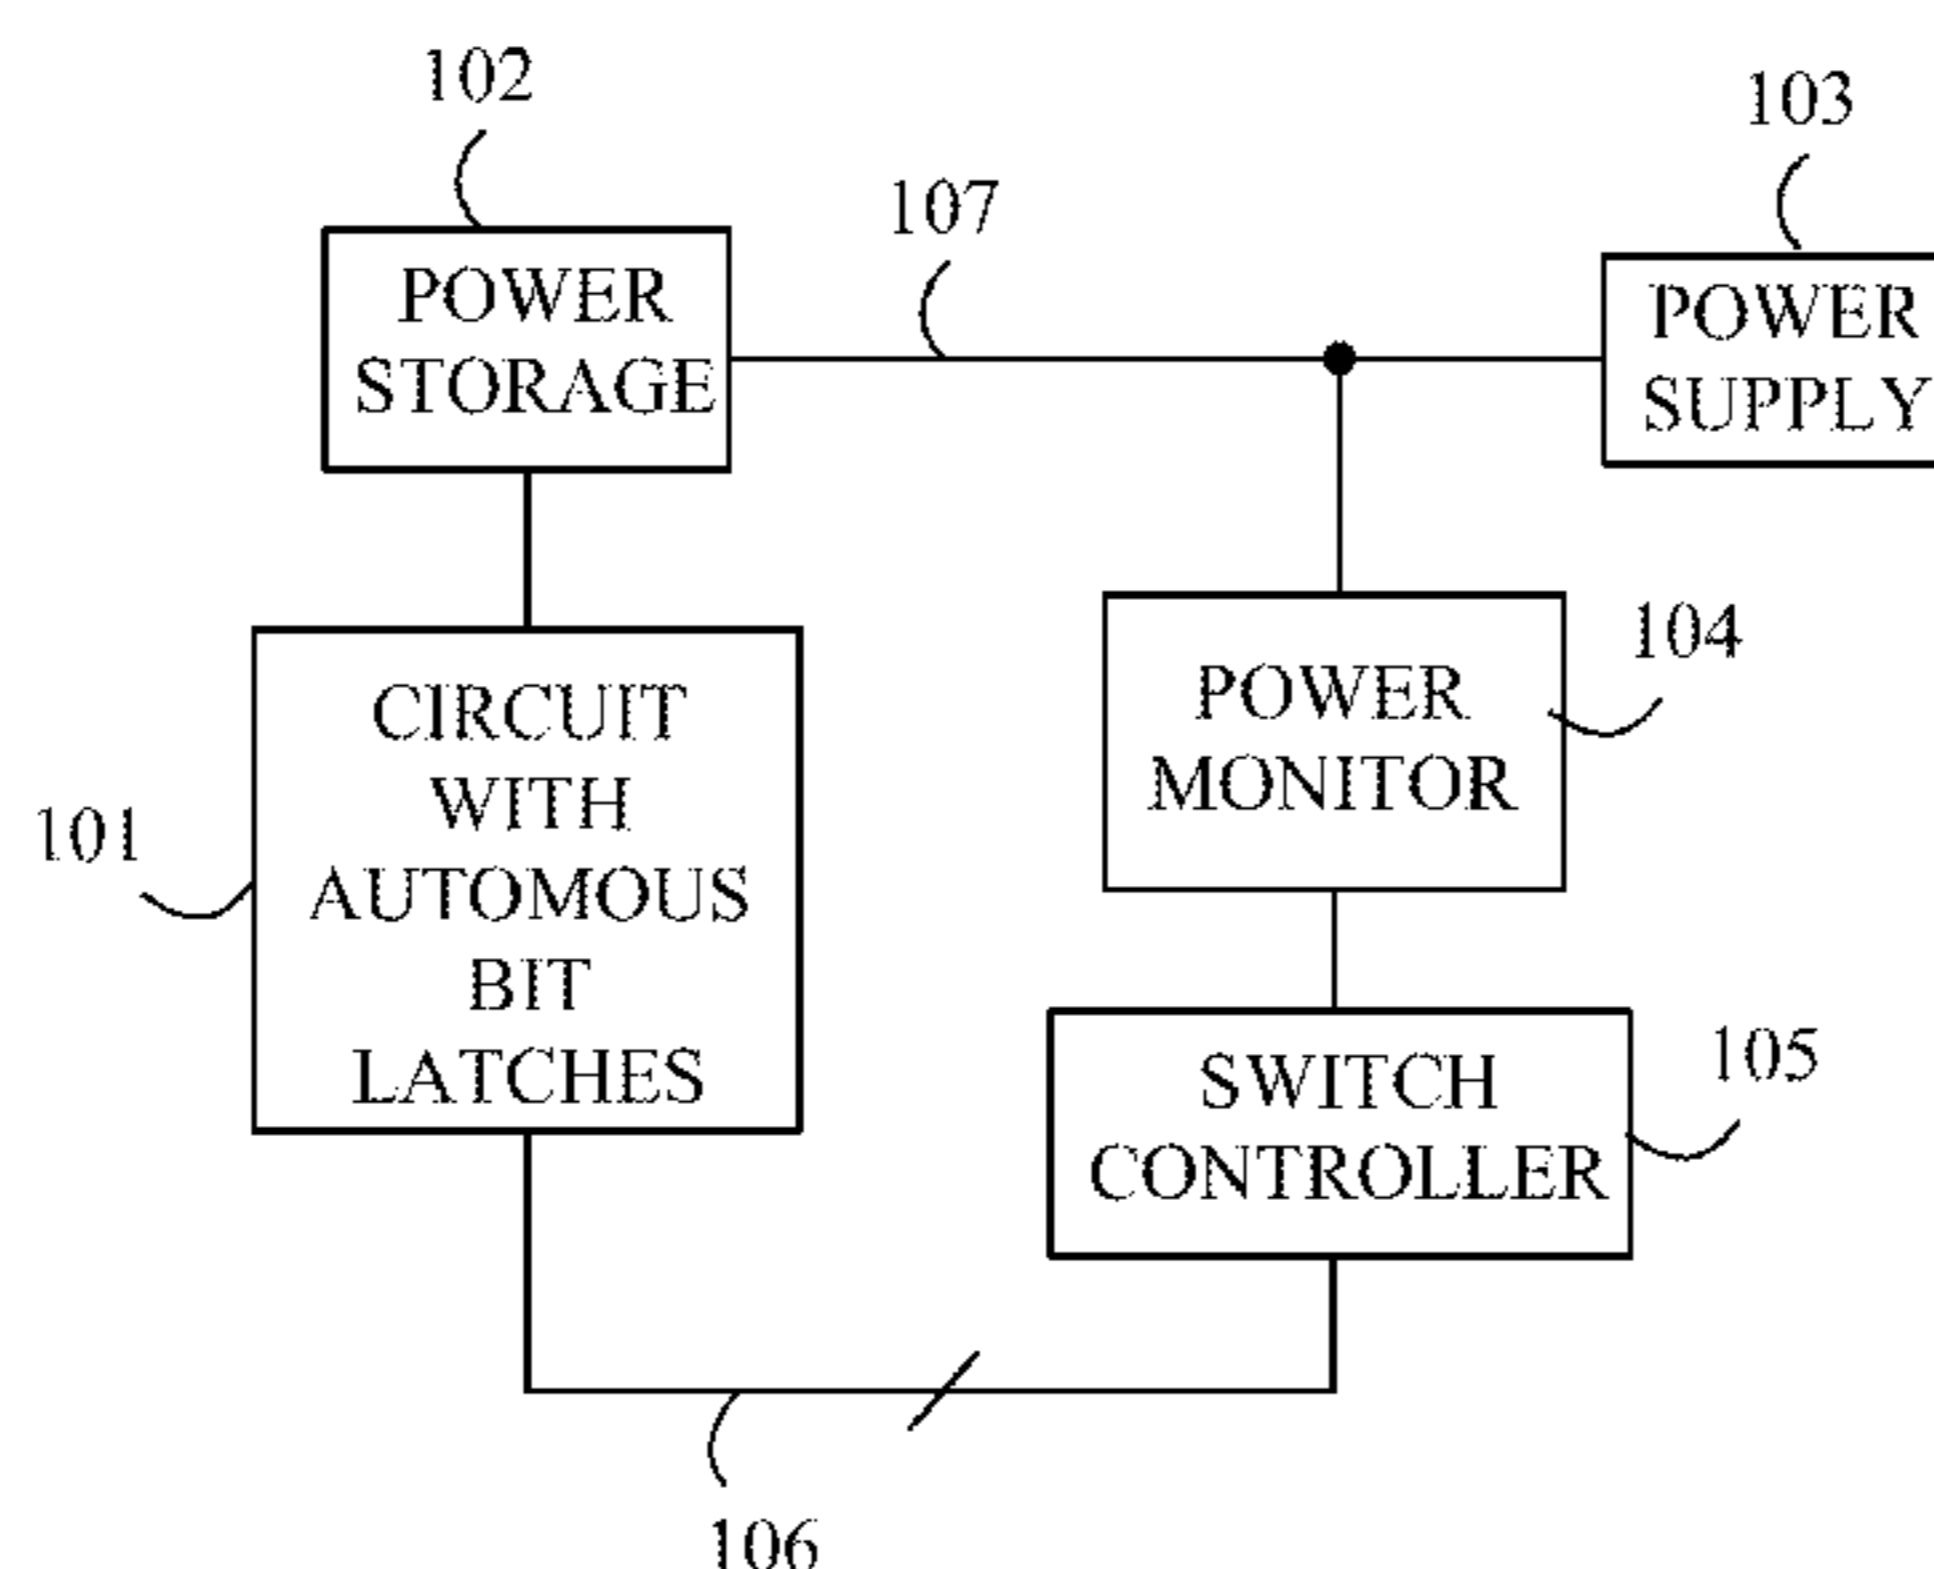 102
103
107
POWER
STORAGE
POWER
SUPPLY
104
POWER
MONITOR
CIRCUIT
WITH
AUTOMOUS
BIT
LATCHES
101
105
SWITCH
CONTROLLER
106